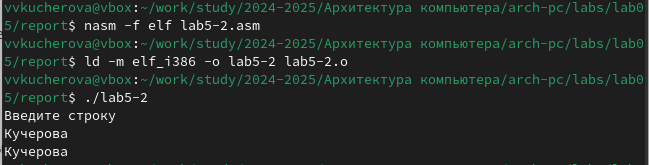 vvkucherova@vbox:~/work/study/2024-2025/Архитектура компьютера/arch-pc/labs/lab0
5/report$ nasm -f elf lab5-2.asm
vvkucherova@vbox:~/work/study/2024-2025/Архитектура компьютера/arch-pc/labs/lab0
5/report$ ld -m elf_i386 -o lab5-2 lab5-2.o
vvkucherova@vbox:~/work/study/2024-2025/Архитектура компьютера/arch-pc/labs/lab0
5/report$ ./lab5-2
Введите строку
Кучерова
Кучерова